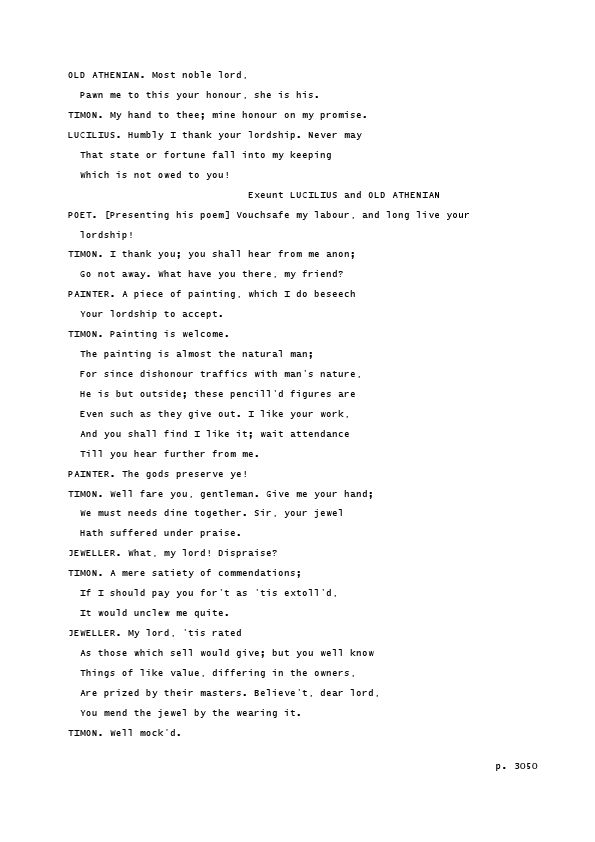 OLD ATHENIAN. Most noble lord,
Pawn me to this your honour, she is his.
TIMON. My hand to thee; mine honour on my promise.
LUCILIUS. Humbly I thank your lordship. Never may
That state or fortune fall into my keeping
Which is not owed to you!
Exeunt LUCILIUS and OLD ATHENIAN
POET. [Presenting his poem] Vouchsafe my labour, and long live your
lordship!
TIMON. I thank you; you shall hear from me anon;
Go not away. What have you there, my friend?
PAINTER. A piece of painting, which I do beseech
Your lordship to accept.
TIMON. Painting is welcome.
The painting is almost the natural man;
For since dishonour traffics with man's nature,
He is but outside; these pencill'd figures are
Even such as they give out. I like your work,
And you shall find I like it; wait attendance
Till you hear further from me.
PAINTER. The gods preserve ye!
TIMON. Well fare you, gentleman. Give me your hand;
We must needs dine together. Sir, your jewel
Hath suffered under praise.
JEWELLER. What, my lord! Dispraise?
TIMON. A mere satiety of commendations;
If I should pay you for't as 'tis extoll'd,
It would unclew me quite.
JEWELLER. My lord, 'tis rated
As those which sell would give; but you well know
Things of like value, differing in the owners,
Are prized by their masters. Believe't, dear lord,
You mend the jewel by the wearing it.
TIMON. Well mock'd.
p. 3050